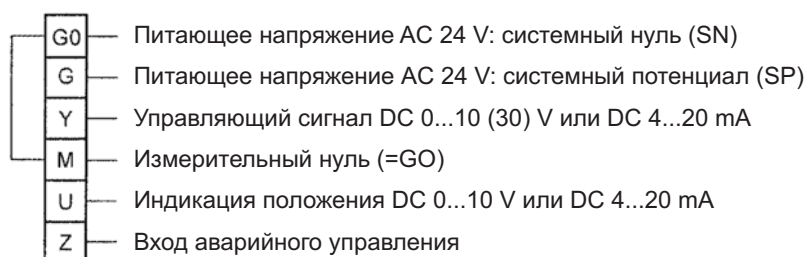 G0 Питающее напряжение AC 24 V: системный нуль (SN)
G Питающее напряжение AC 24 V: системный потенциал (SP)
Y Управляющий сигнал DC 0...10 (30) V или DC 4...20 mA
M Измерительный нуль (=GO)
U Индикация положения DC 0...10 V или DC 4...20 mA
Z Вход аварийного управления